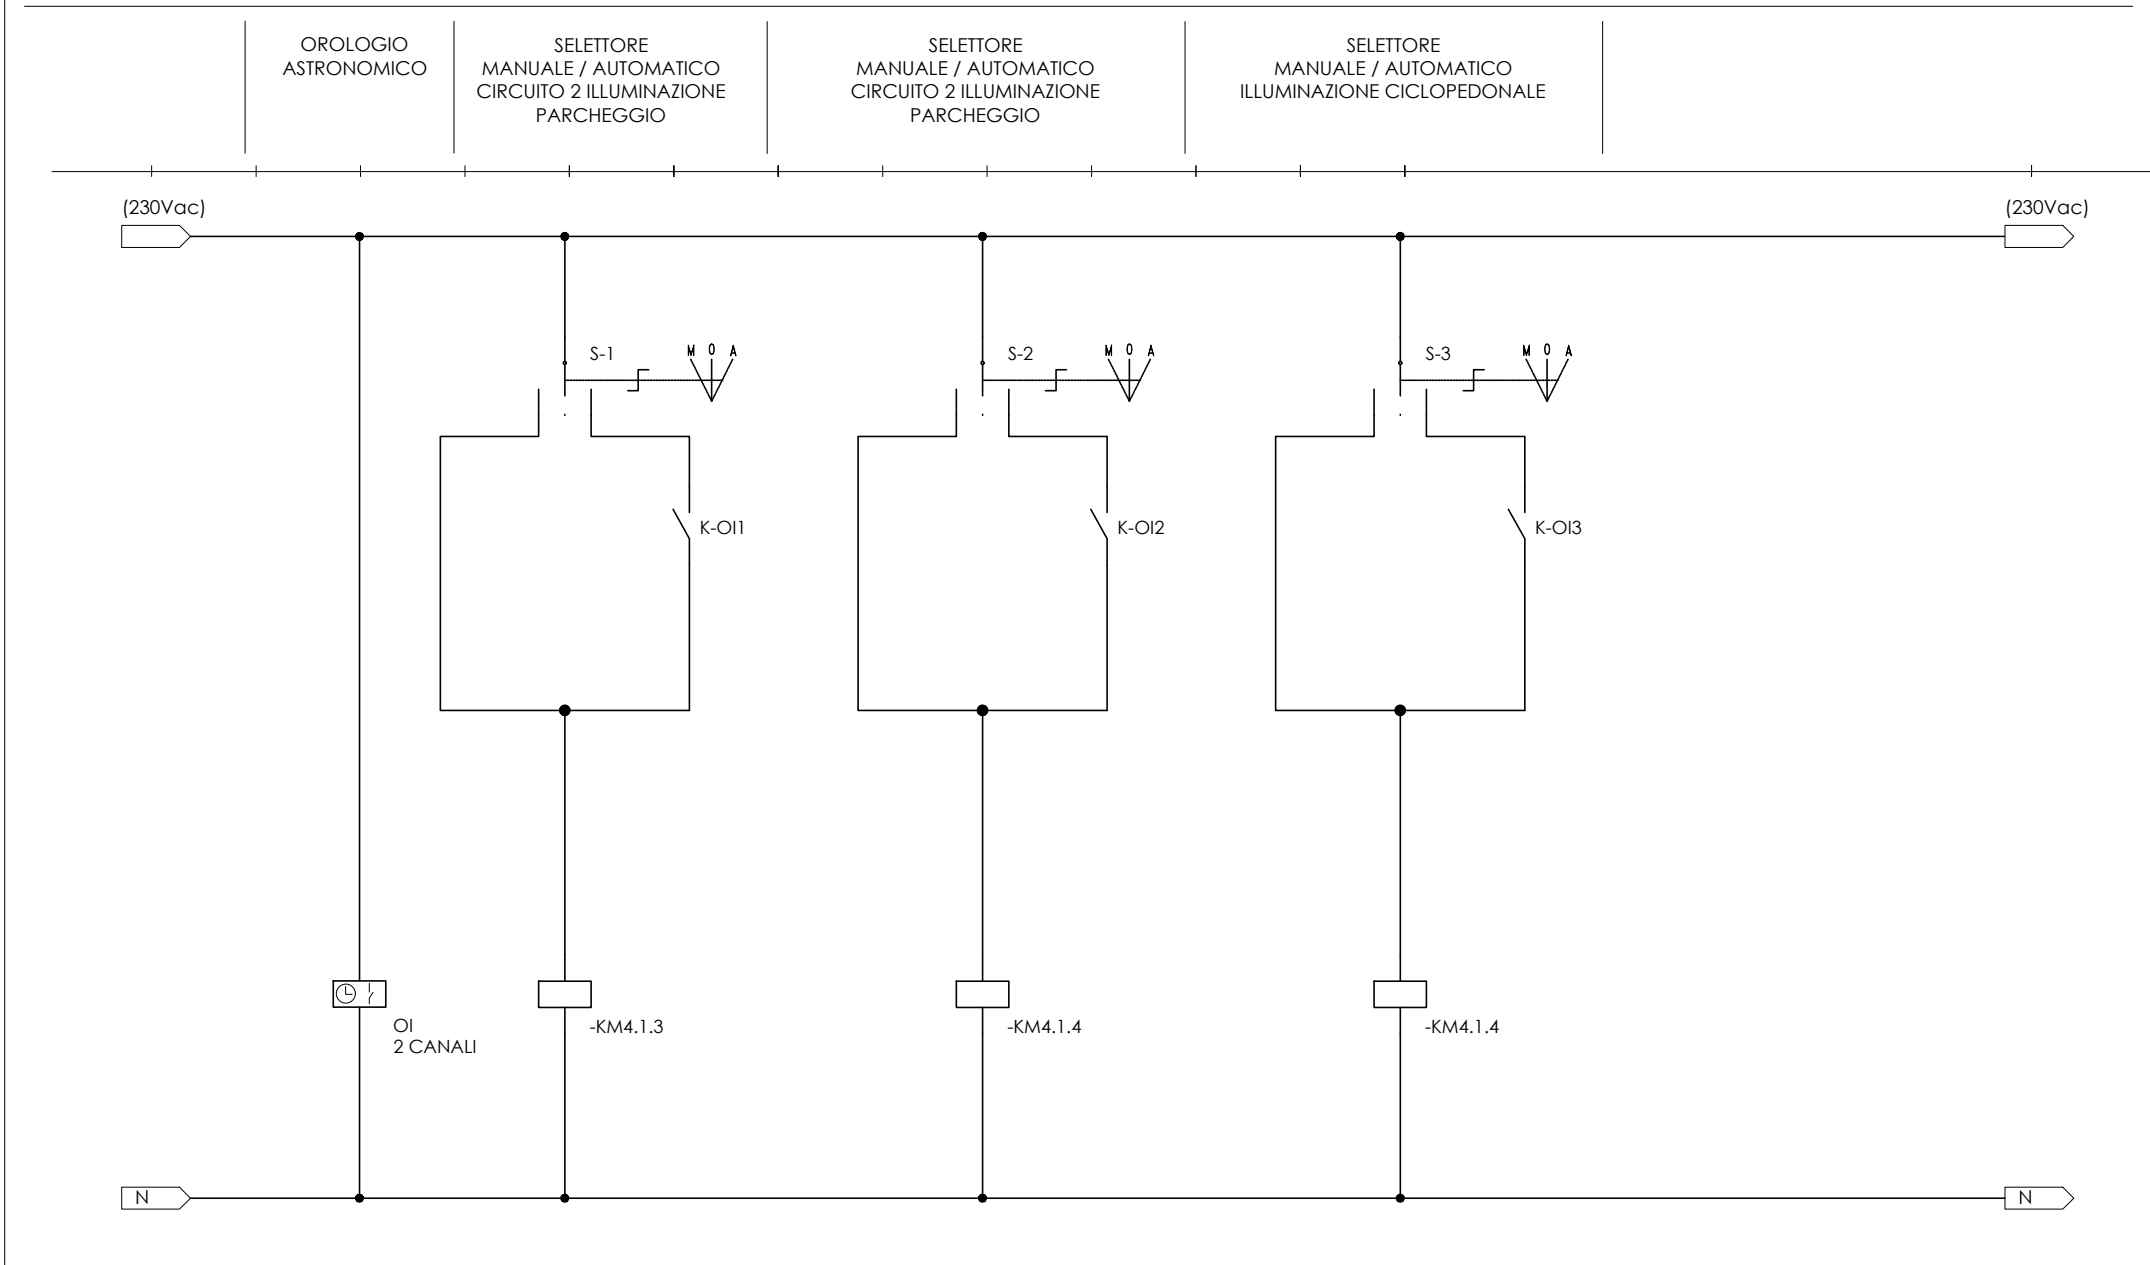 OROLOGIO
ASTRONOMICO
SELETTORE
MANUALE / AUTOMATICO
CIRCUITO 2 ILLUMINAZIONE
PARCHEGGIO
SELETTORE
MANUALE / AUTOMATICO
CIRCUITO 2 ILLUMINAZIONE
PARCHEGGIO
SELETTORE
MANUALE / AUTOMATICO
ILLUMINAZIONE CICLOPEDONALE
(230Vac)
(230Vac)
S-1
M 0 A
S-2
M 0 A
S-3
M 0 A
K-OI1
K-OI2
K-OI3
OI
2 CANALI
-KM4.1.3
-KM4.1.4
-KM4.1.4
N
N